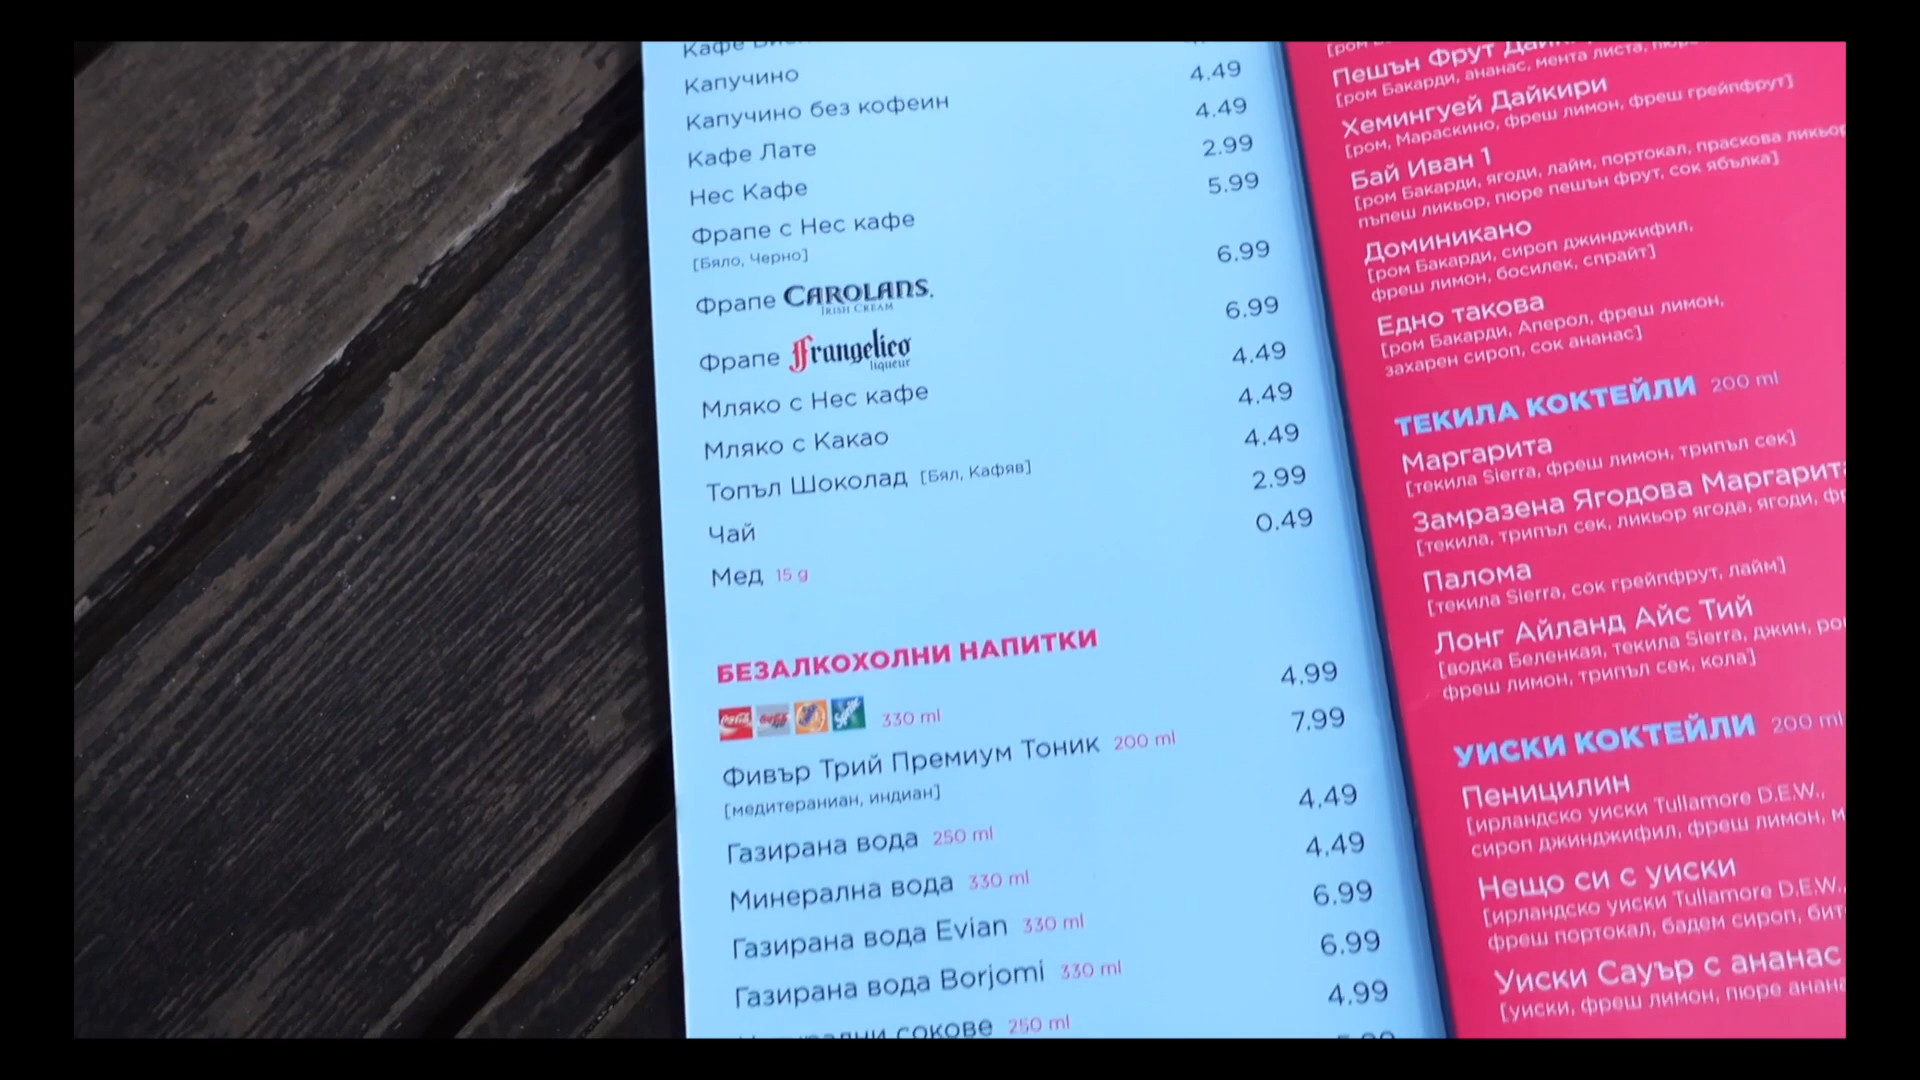 Кафе
Капучино
Капучино без кофеин 4.49
Кафе Лате 4.49
Нес Кафе 2.99
Фрапе с Нес кафе 5.99
[Бяло, Черно]
Фрапе CAROLANS. 6.99
IRISH CREAM
Фрапе Frangelico 6.99
liqueur
Мляко с Нес кафе 4.49
Мляко с Какао 4.49
Топъл Шоколад [Бял, Кафяв] 4.49
Чай 2.99
Мед 15 g 0.49
БЕЗАЛКОХОЛНИ НАПИТКИ
330 ml 4.99
Фивър Трий Премиум Тоник 200 ml 7.99
[медитераниан, индиан]
Газирана вода 250 ml 4.49
Минерална вода 330 ml 4.49
Газирана вода Evian 330 ml 6.99
Газирана вода Borjomi 330 ml 6.99
сокове 250 ml 4.99
[ром
Пешън Фрут
[ром Бакарди, ананас, мента листа,
Хемингуей Дайкири
[ром, Мараскино, фреш лимон, фреш грейпфрут]
Бай Иван 1
[ром Бакарди, ягоди, лайм, портокал, праскова ликьор,
пъпеш ликьор, пюре пешън фрут, сок ябълка]
Доминикано
[ром Бакарди, сироп джинджифил,
фреш лимон, босилек, спрайт]
Едно такова
[ром Бакарди, Аперол, фреш лимон,
захарен сироп, сок ананас]
ТЕКИЛА КОКТЕЙЛИ 200 ml
Маргарита
[текила Sierra, фреш лимон, трипъл сек]
Замразена Ягодова Маргарита
[текила, трипъл сек, ликьор ягода, ягоди,
Палома
[текила Sierra, сок грейпфрут, лайм]
Лонг Айланд Айс Тий
[водка Беленкая, текила Sierra, джин,
фреш лимон, трипъл сек, кола]
УИСКИ КОКТЕЙЛИ 200 ml
Пеницилин
[ирландско уиски Tullamore D.E.W.,
сироп джинджифил, фреш лимон,
Нещо си с уиски
[ирландско уиски Tullamore D.E.W.,
фреш портокал, бадем сироп,
Уиски Сауър с ананас
[уиски, фреш лимон, пюре